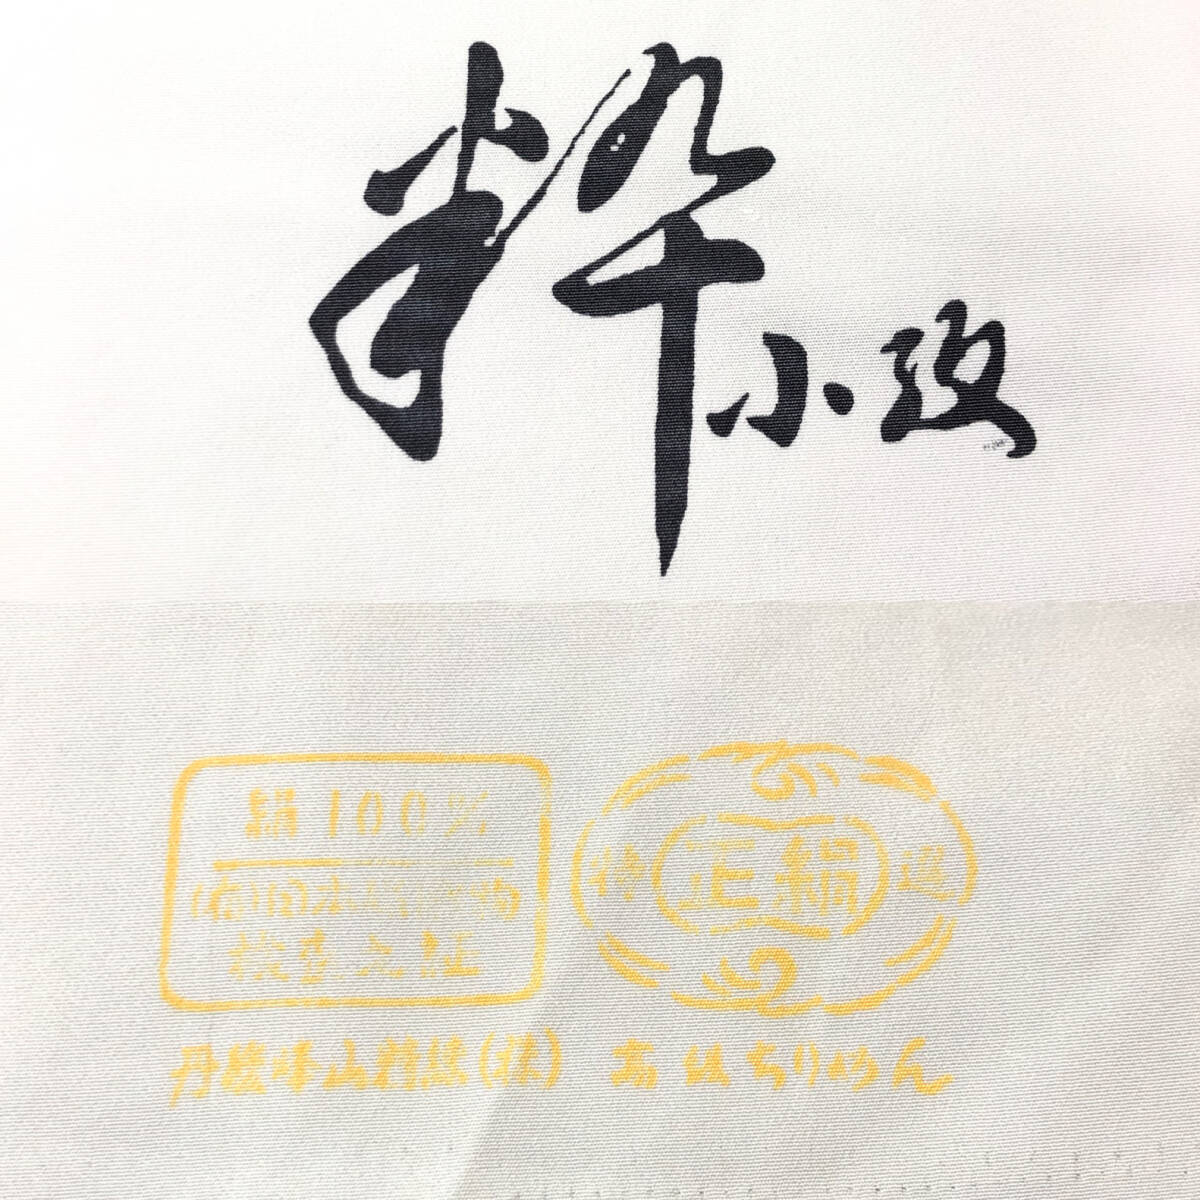 粋小紋
絹100%
検査之証
特 正絹 選
丹後峰山精練(株) 高級ちりめん